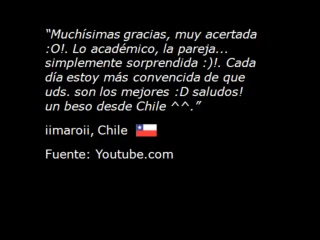 “Muchísimas gracias, muy acertada
:O!. Lo académico, la pareja...
simplemente sorprendida :)!. Cada
día estoy más convencida de que
uds. son los mejores :D saludos!
un beso desde Chile ^^.”
iimaroii, Chile
Fuente: Youtube.com